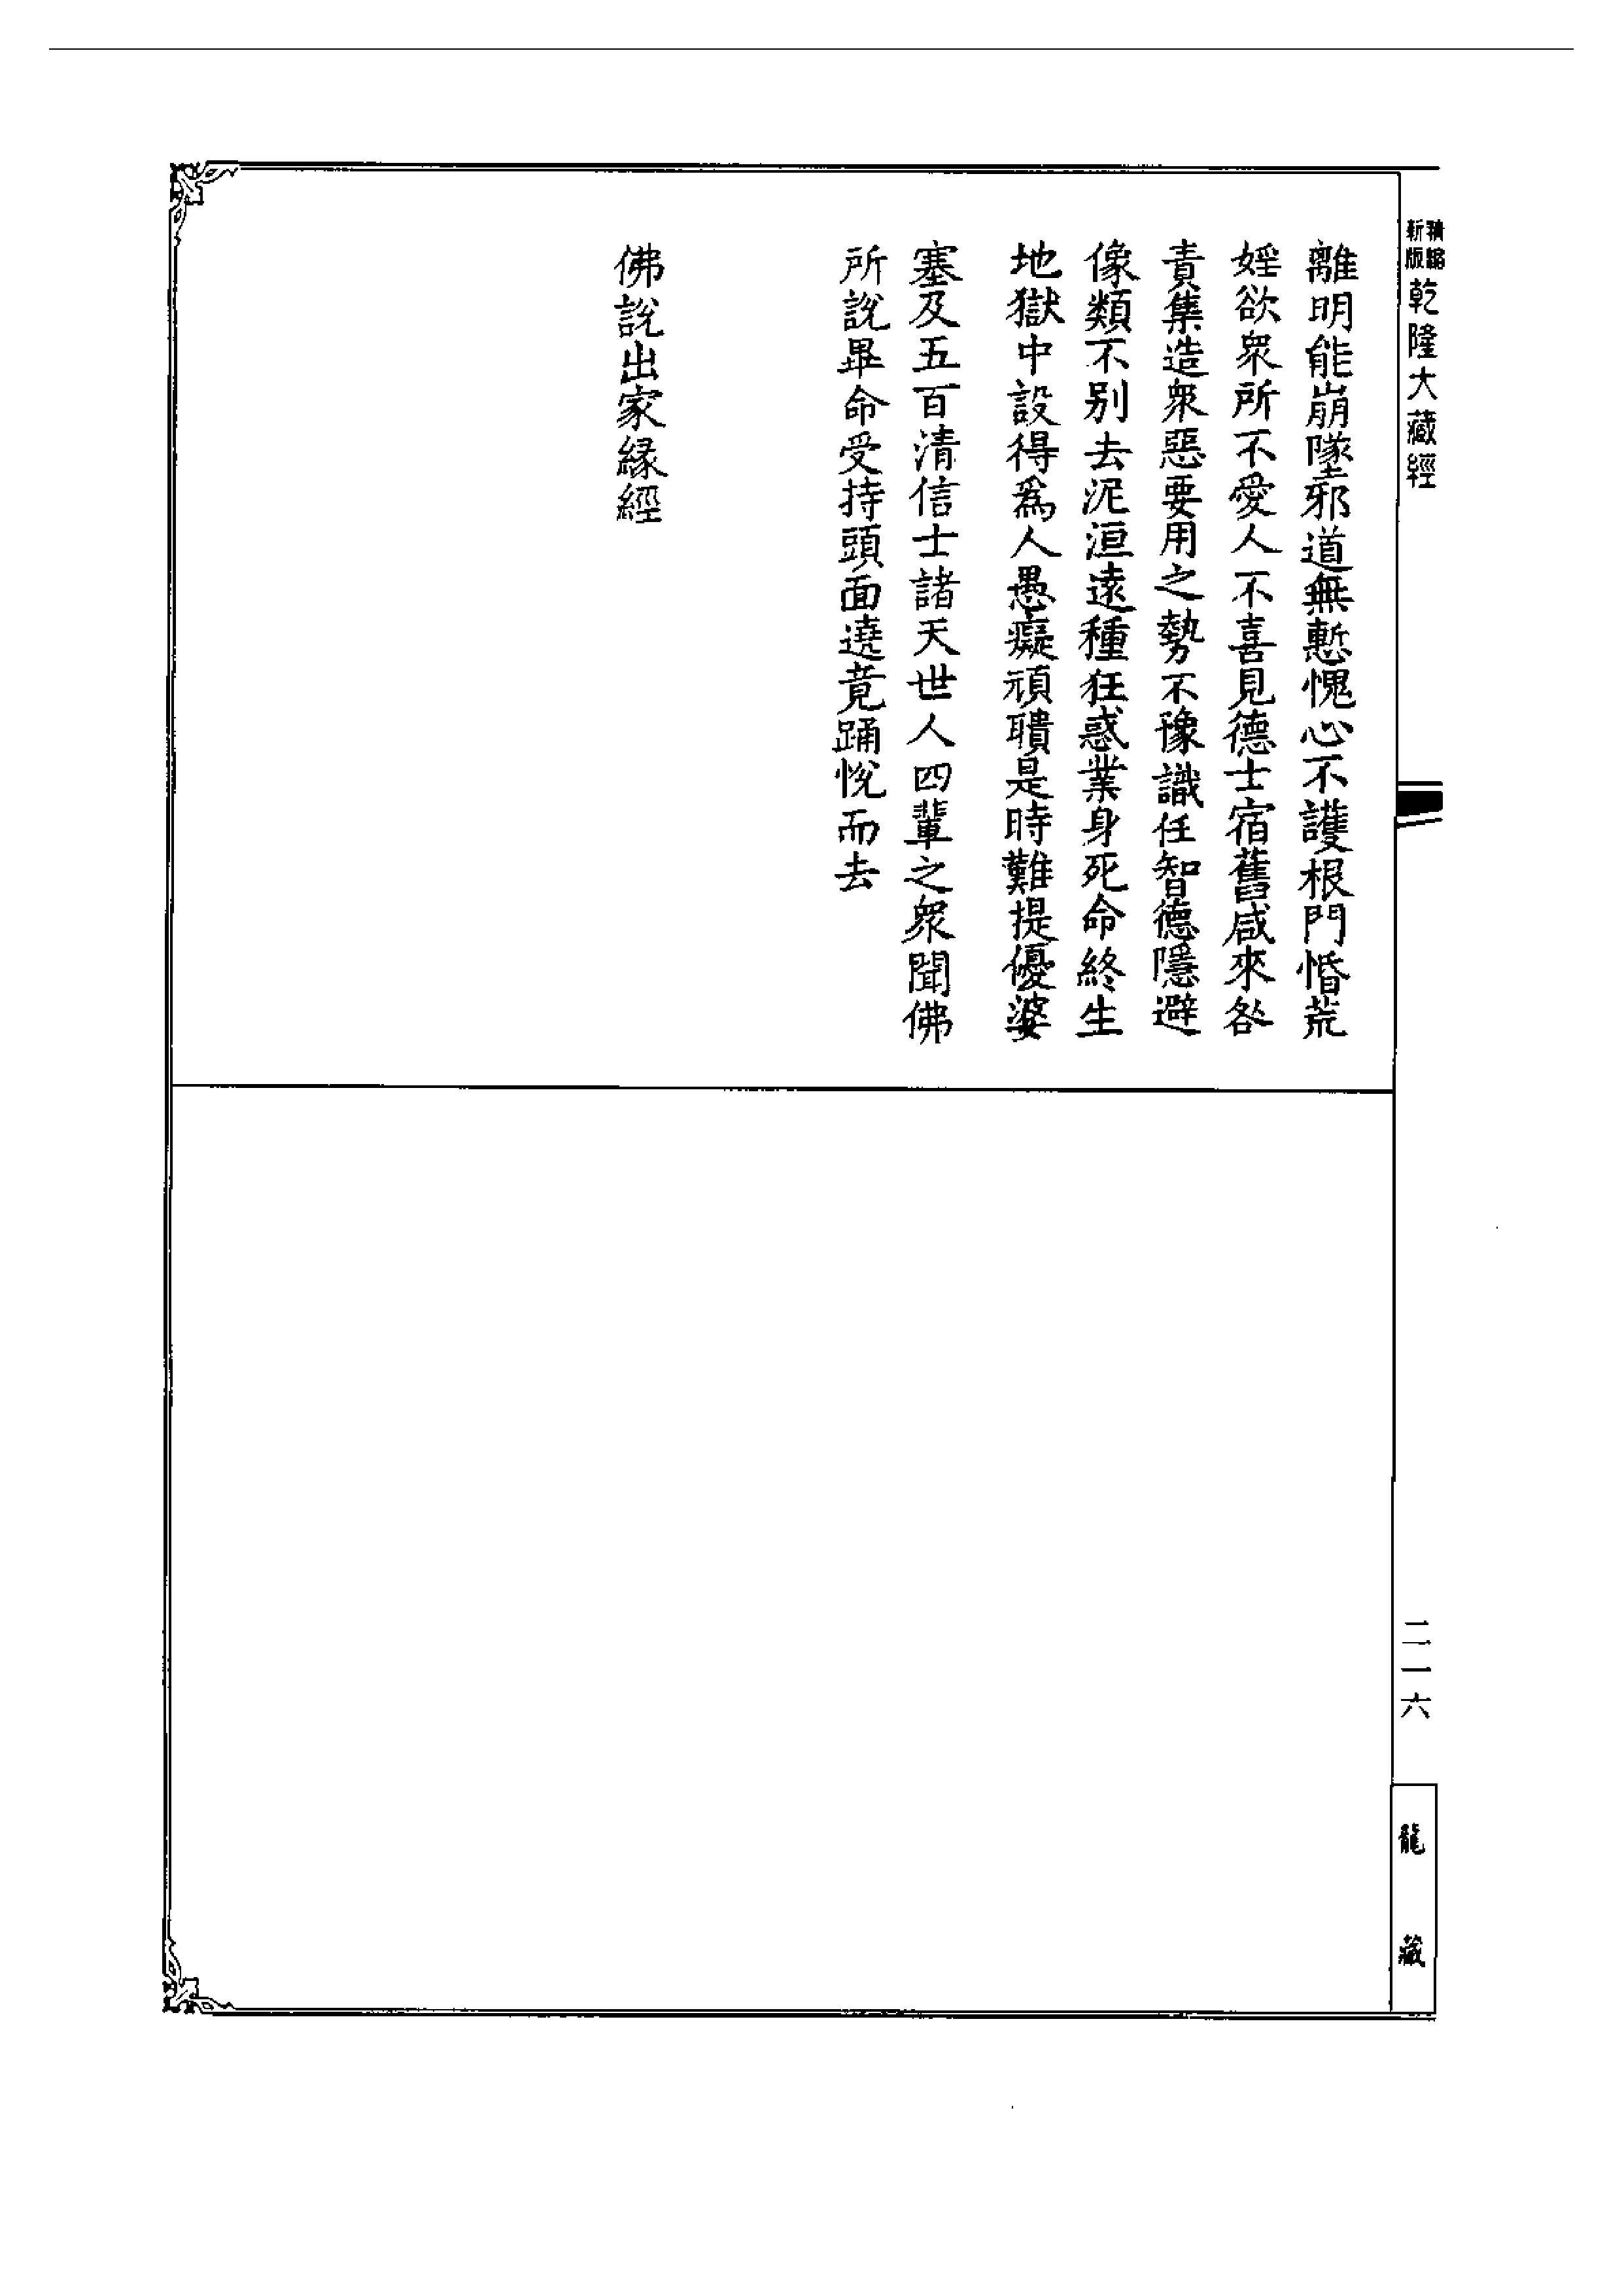 精縮
新版
乾隆大藏經
離明能崩墜邪道無慙愧心不護根門惛荒
婬欲衆所不愛人不喜見德士宿舊咸來咎
責集造衆惡要用之勢不豫識任智德隱避
像類不别去泥洹遠種狂惑業身死命終生
地獄中設得爲人愚癡頑聵是時難提優婆
塞及五百清信士諸天世人四輩之衆聞佛
所說畢命受持頭面遶竟踊悅而去
佛說出家緣經
二一六
龍藏